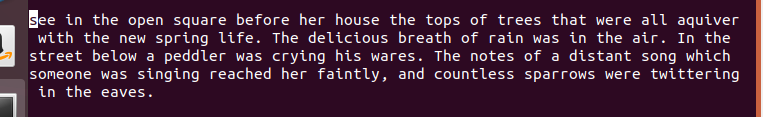 see in the open square before her house the tops of trees that were all aquiver
with the new spring life. The delicious breath of rain was in the air. In the
street below a peddler was crying his wares. The notes of a distant song which
someone was singing reached her faintly, and countless sparrows were twittering
in the eaves.